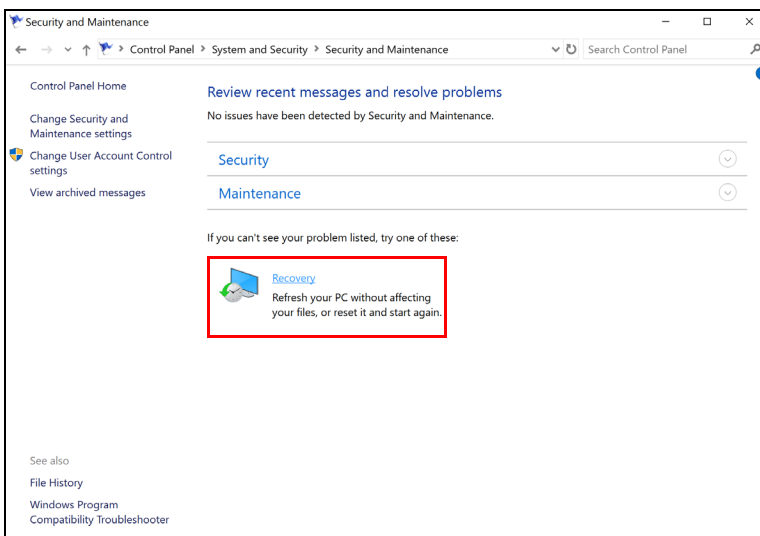 Security and Maintenance
Control Panel > System and Security > Security and Maintenance
Search Control Panel
Control Panel Home
Change Security and
Maintenance settings
Change User Account Control
settings
View archived messages
Review recent messages and resolve problems
No issues have been detected by Security and Maintenance.
Security
Maintenance
If you can't see your problem listed, try one of these:
Recovery
Refresh your PC without affecting
your files, or reset it and start again.
See also
File History
Windows Program
Compatibility Troubleshooter